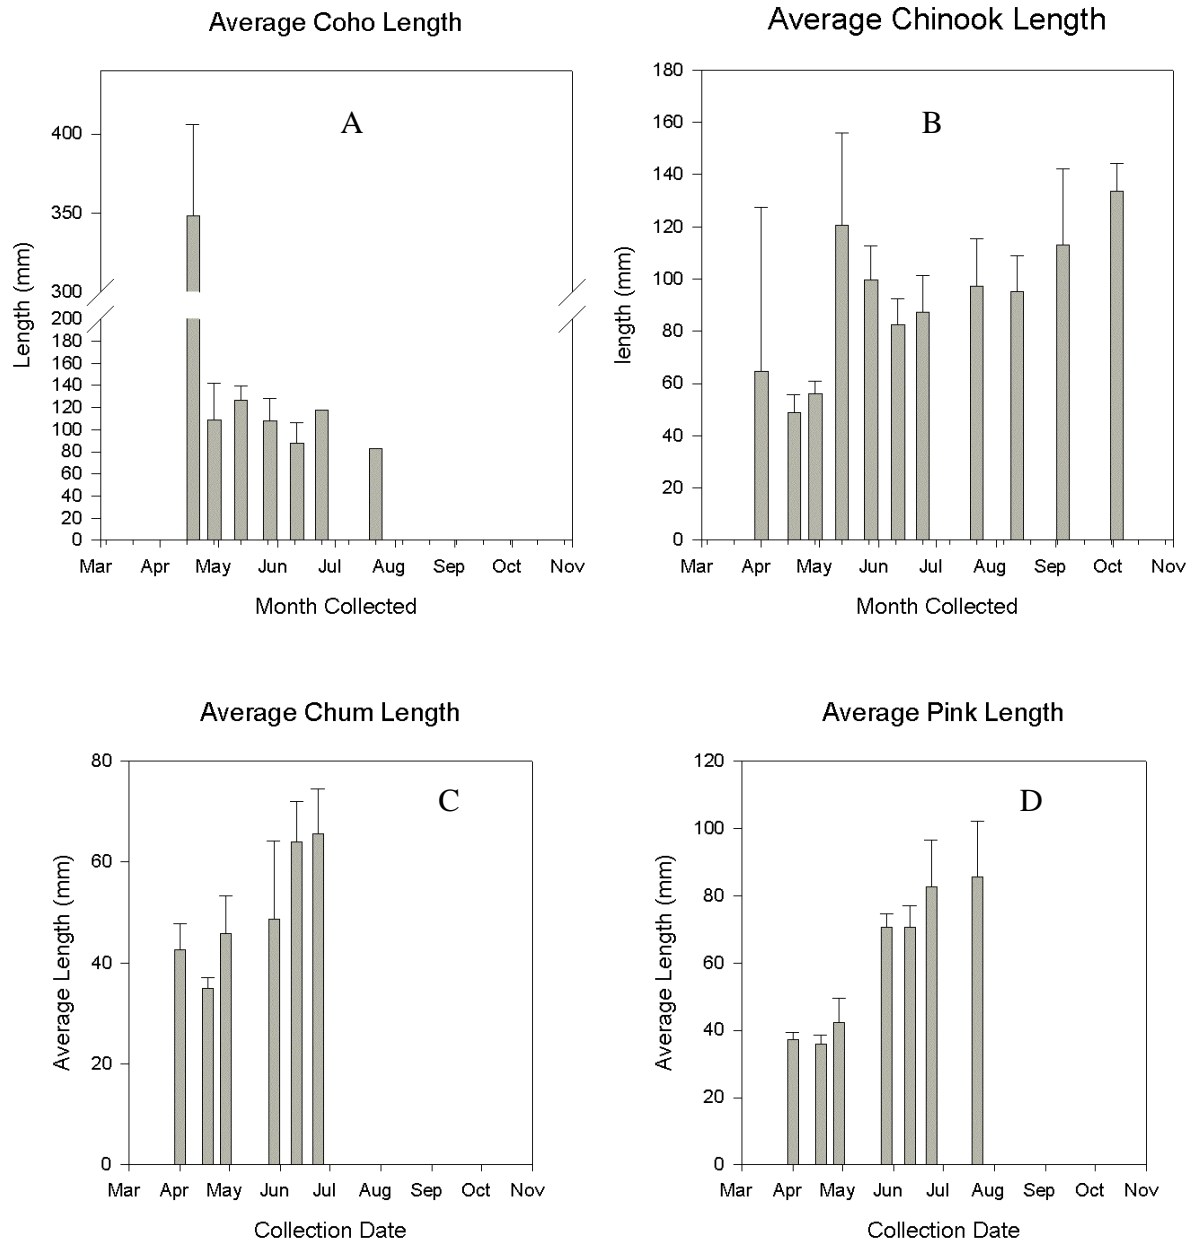 Average Coho Length
A
400
350
300
200
180
160
140
120
100
80
60
40
20
0
Length (mm)
Mar Apr May Jun Jul Aug Sep Oct Nov
Month Collected
Average Chinook Length
B
180
160
140
120
100
80
60
40
20
0
length (mm)
Mar Apr May Jun Jul Aug Sep Oct Nov
Month Collected
Average Chum Length
C
80
60
40
20
0
Average Length (mm)
Mar Apr May Jun Jul Aug Sep Oct Nov
Collection Date
Average Pink Length
D
120
100
80
60
40
20
0
Average Length (mm)
Mar Apr May Jun Jul Aug Sep Oct Nov
Collection Date